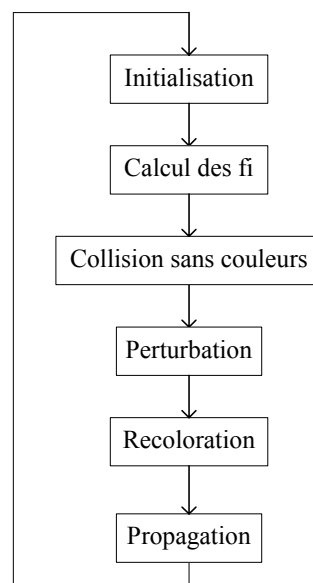 Initialisation
Calcul des fi
Collision sans couleurs
Perturbation
Recoloration
Propagation